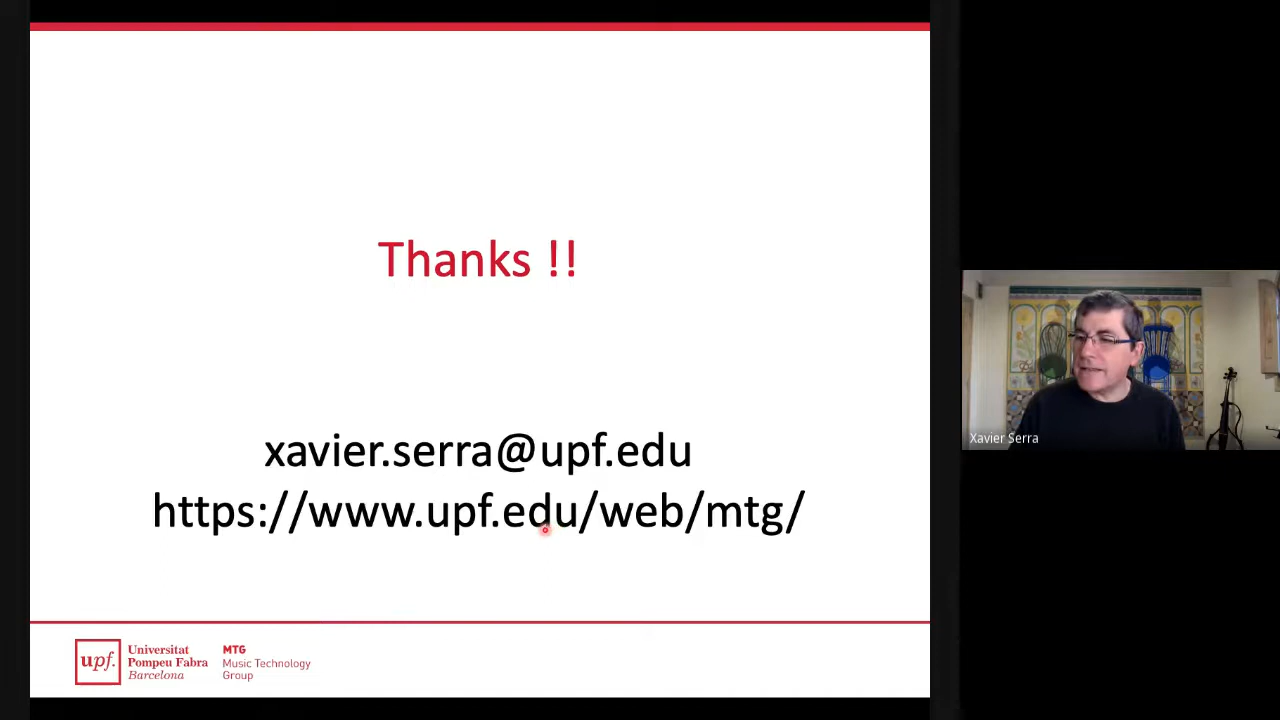 Thanks !!
xavier.serra@upf.edu
https://www.upf.edu/web/mtg/
upf.
Universitat
Pompeu Fabra
Barcelona
MTG
Music Technology
Group
Xavier Serra